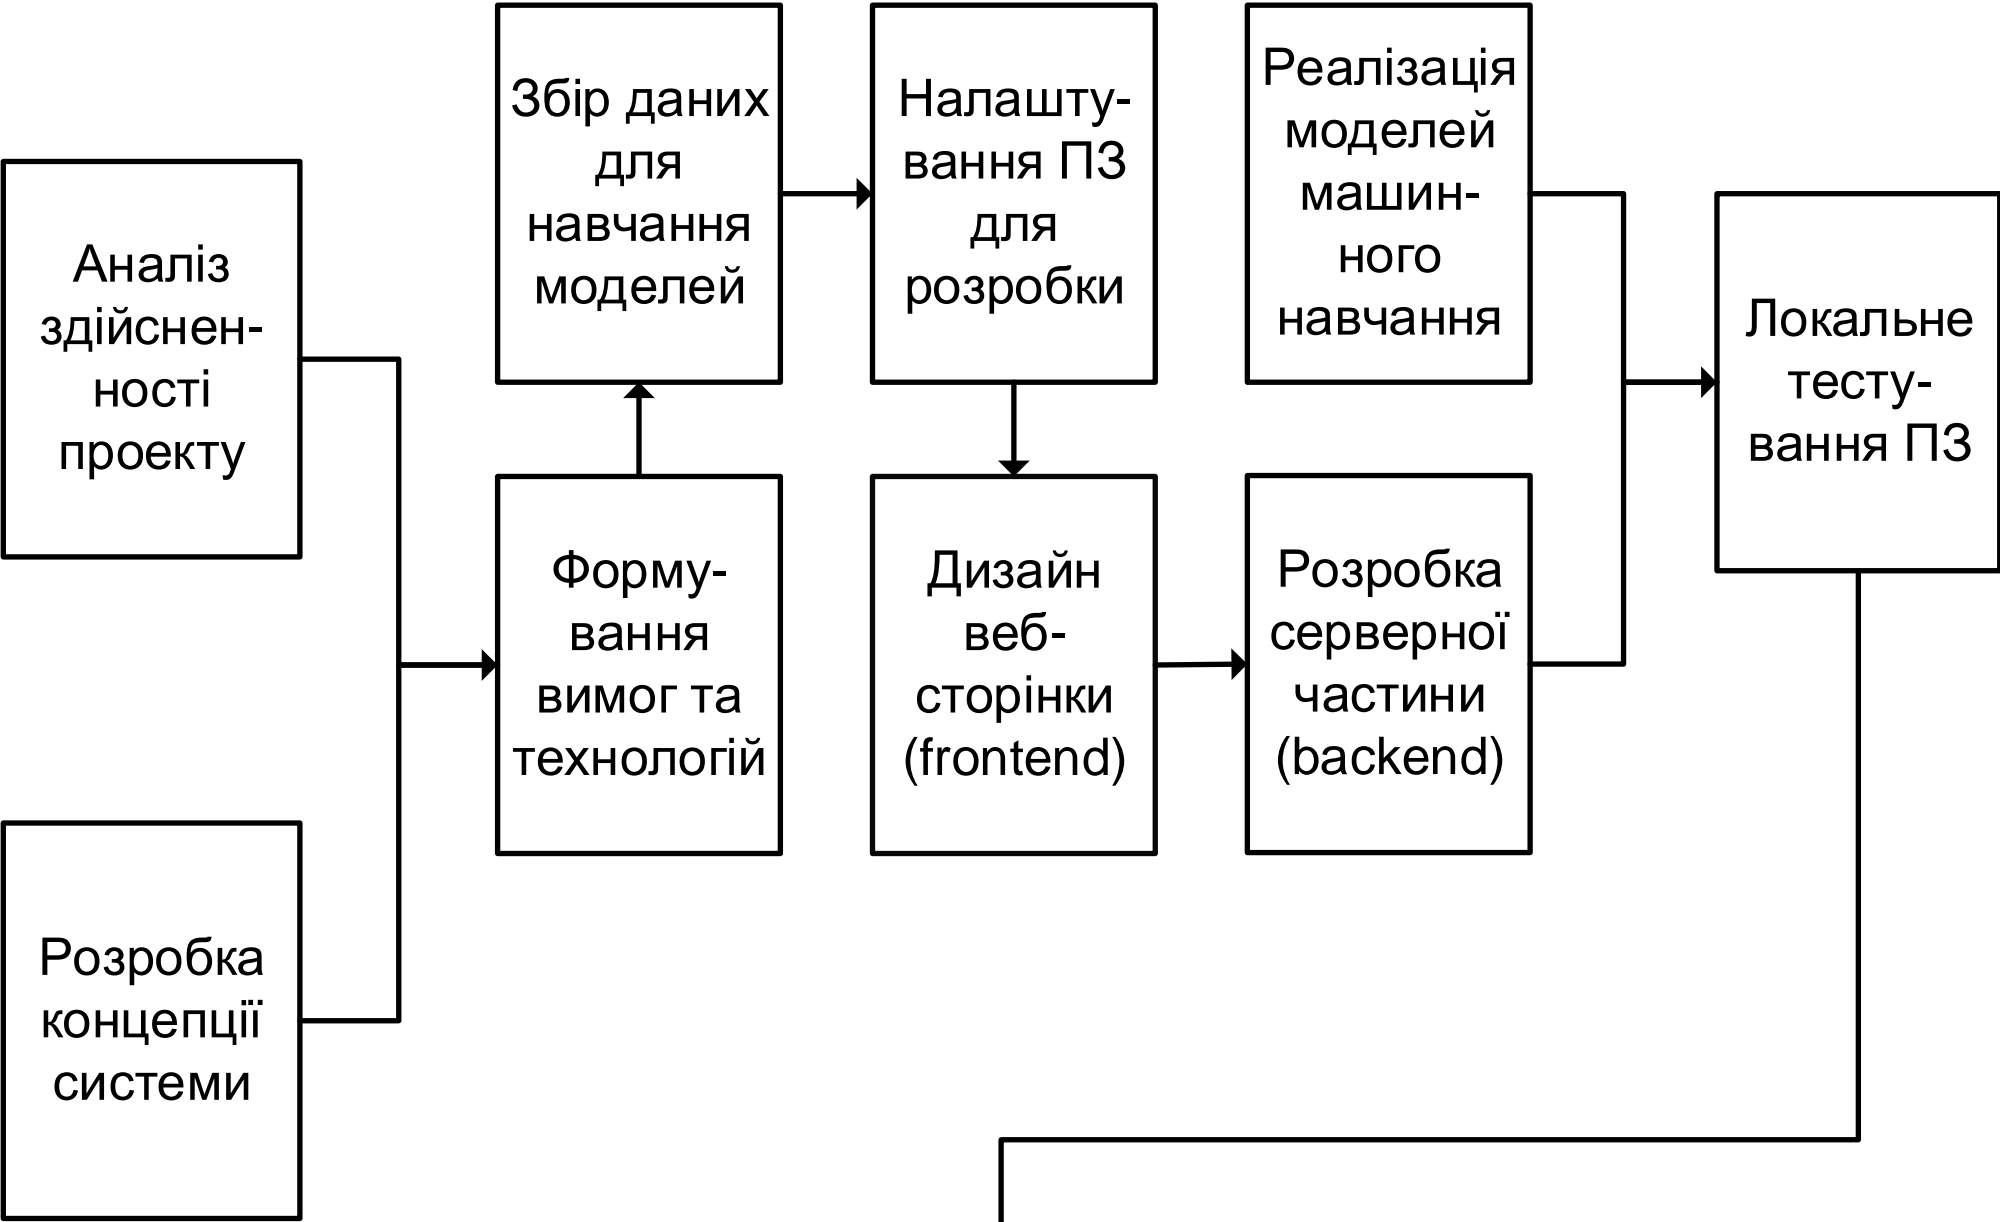 Аналіз
здійснен-
ності
проекту
Розробка
концепції
системи
Форму-
вання
вимог та
технологій
Збір даних
для
навчання
моделей
Налашту-
вання ПЗ
для
розробки
Дизайн
веб-
сторінки
(frontend)
Розробка
серверної
частини
(backend)
Реалізація
моделей
машин-
ного
навчання
Локальне
тесту-
вання ПЗ